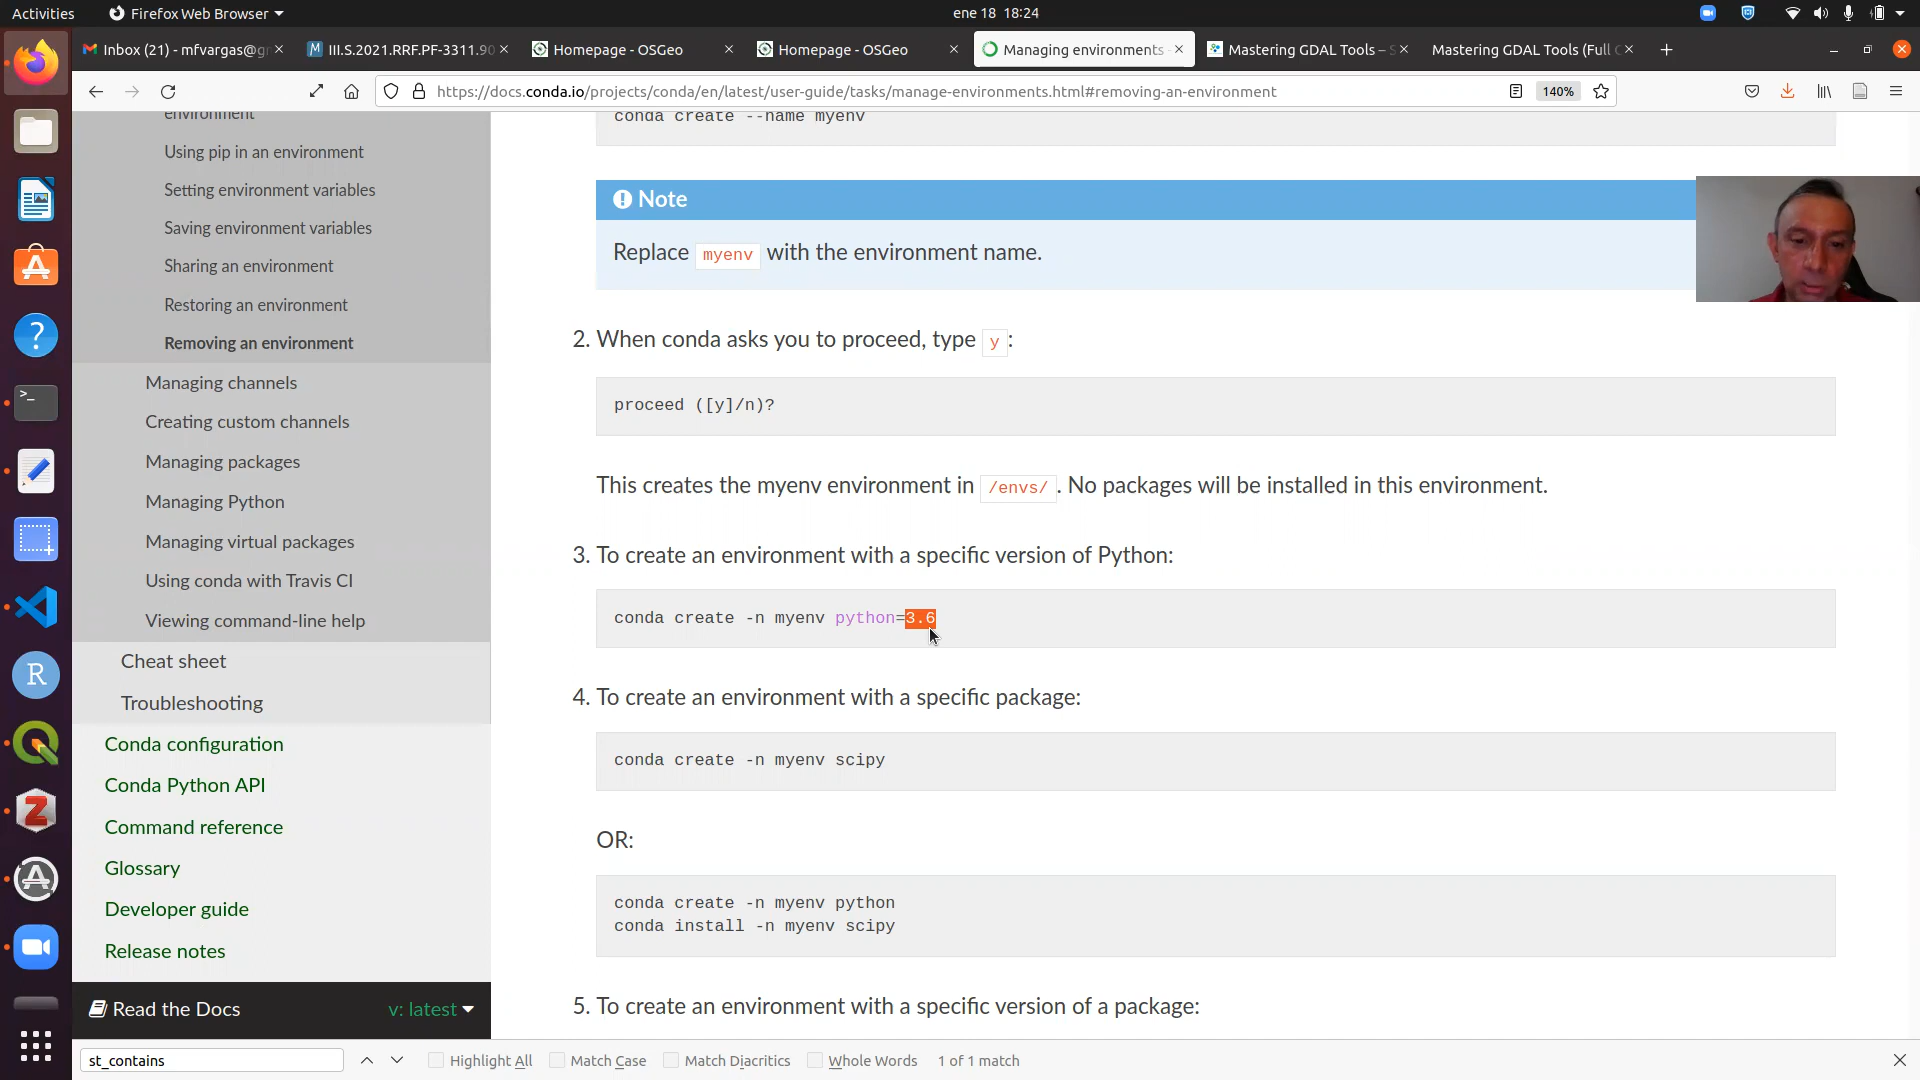 Activities
Firefox Web Browser
ene 18 18:24
Inbox (21) - mfvargas@gr
III.S.2021.RRF.PF-3311.90
Homepage - OSGeo
Homepage - OSGeo
Managing environments
Mastering GDAL Tools – S
Mastering GDAL Tools (Full C
https://docs.conda.io/projects/conda/en/latest/user-guide/tasks/manage-environments.html#removing-an-environment
140%
environment
Using pip in an environment
Setting environment variables
Saving environment variables
Sharing an environment
Restoring an environment
Removing an environment
Managing channels
Creating custom channels
Managing packages
Managing Python
Managing virtual packages
Using conda with Travis CI
Viewing command-line help
Cheat sheet
Troubleshooting
Conda configuration
Conda Python API
Command reference
Glossary
Developer guide
Release notes
Read the Docs
v: latest
conda create --name myenv
Note
Replace myenv with the environment name.
2. When conda asks you to proceed, type y:
proceed ([y]/n)?
This creates the myenv environment in /envs/. No packages will be installed in this environment.
3. To create an environment with a specific version of Python:
conda create -n myenv python=3.6
4. To create an environment with a specific package:
conda create -n myenv scipy
OR:
conda create -n myenv python
conda install -n myenv scipy
5. To create an environment with a specific version of a package:
st_contains
Highlight All
Match Case
Match Diacritics
Whole Words
1 of 1 match